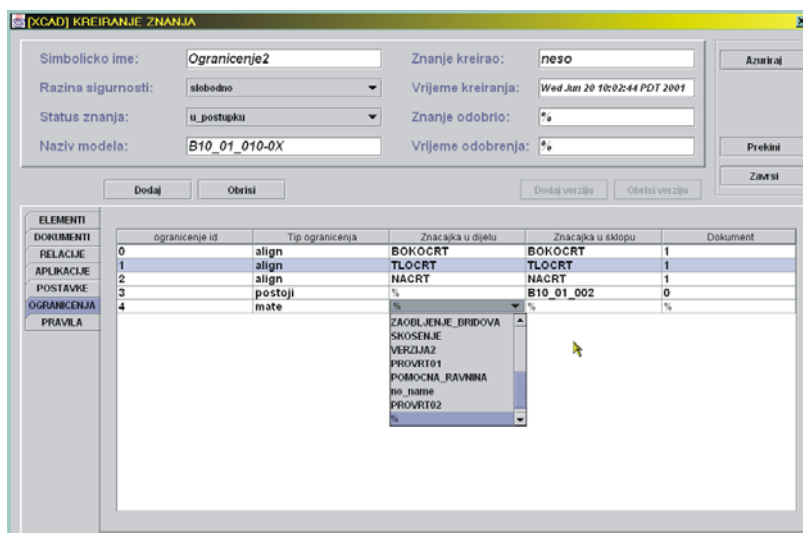 [XCAD] KREIRANJE ZNANJA
Simbolicko ime: Ogranicenje2 Znanje kreirao: neso Azuriraj
Razina sigurnosti: slobodno Vrijeme kreiranja: Wed Jun 20 10:02:44 PDT 2001
Status znanja: u_postupku Znanje odobrio: %
Naziv modela: B10_01_010-0X Vrijeme odobrenja: % Prekini
Zavrsi
Dodaj Obrisi Dodaj verziju Obrisi verziju
ELEMENTI
DOKUMENTI ogranicenje id Tip ogranicenja Znacajka u dijelu Znacajka u sklopu Dokument
RELACIJE 0 align BOKOCRT BOKOCRT 1
APLIKACIJE 1 align TLOCRT TLOCRT 1
2 align NACRT NACRT 1
POSTAVKE 3 postoji % B10_01_002 0
OGRANICENJA 4 mate % % %
PRAVILA ZAOBLJENJE_BRIDOVA
SKOSENJE
VERZIJA2
PROVRT01
POMOCNA_RAVNINA
no_name
PROVRT02
%